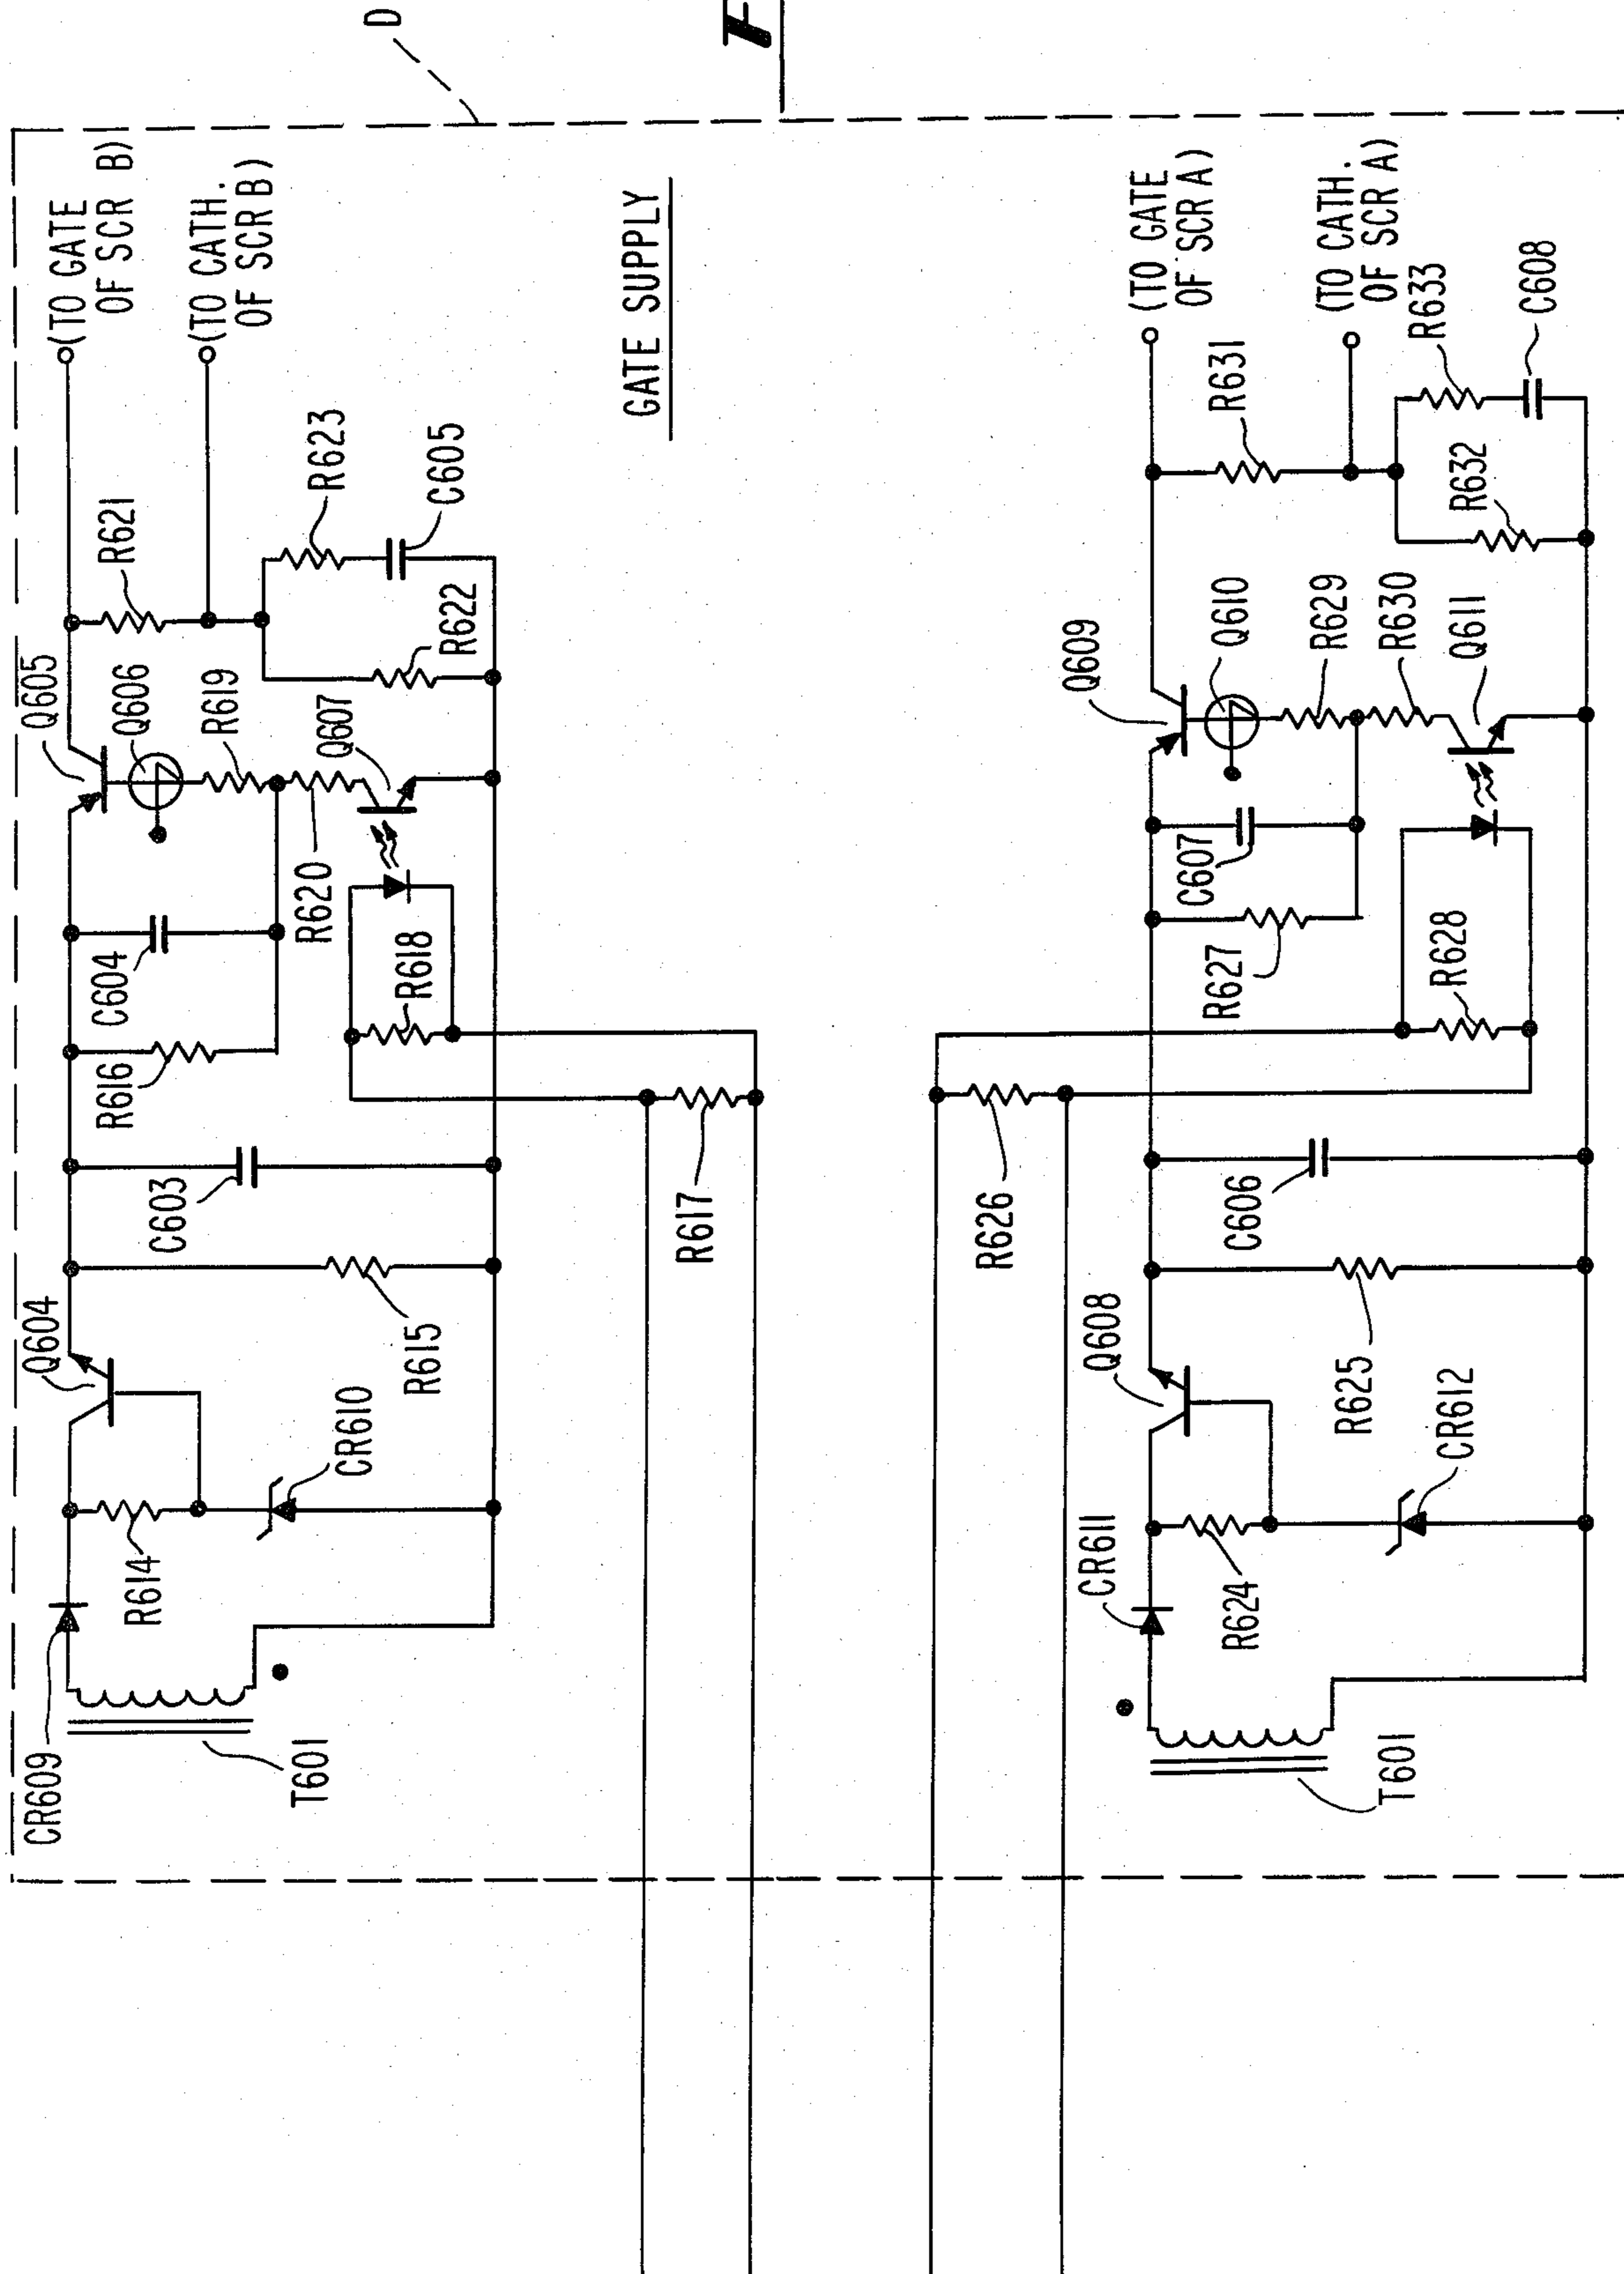 D
F
(TO GATE
OF SCR B)
(TO CATH.
OF SCR B)
GATE SUPPLY
(TO GATE
OF SCR A)
(TO CATH.
OF SCR A)
CR609
T601
R614
CR610
Q604
R615
C603
R616
C604
R618
R617
R620
Q607
R619
Q606
Q605
R621
R622
R623
C605
T601
CR611
R624
CR612
Q608
R625
C606
R626
R627
C607
R628
Q609
Q610
R629
R630
Q611
R631
R632
R633
C608